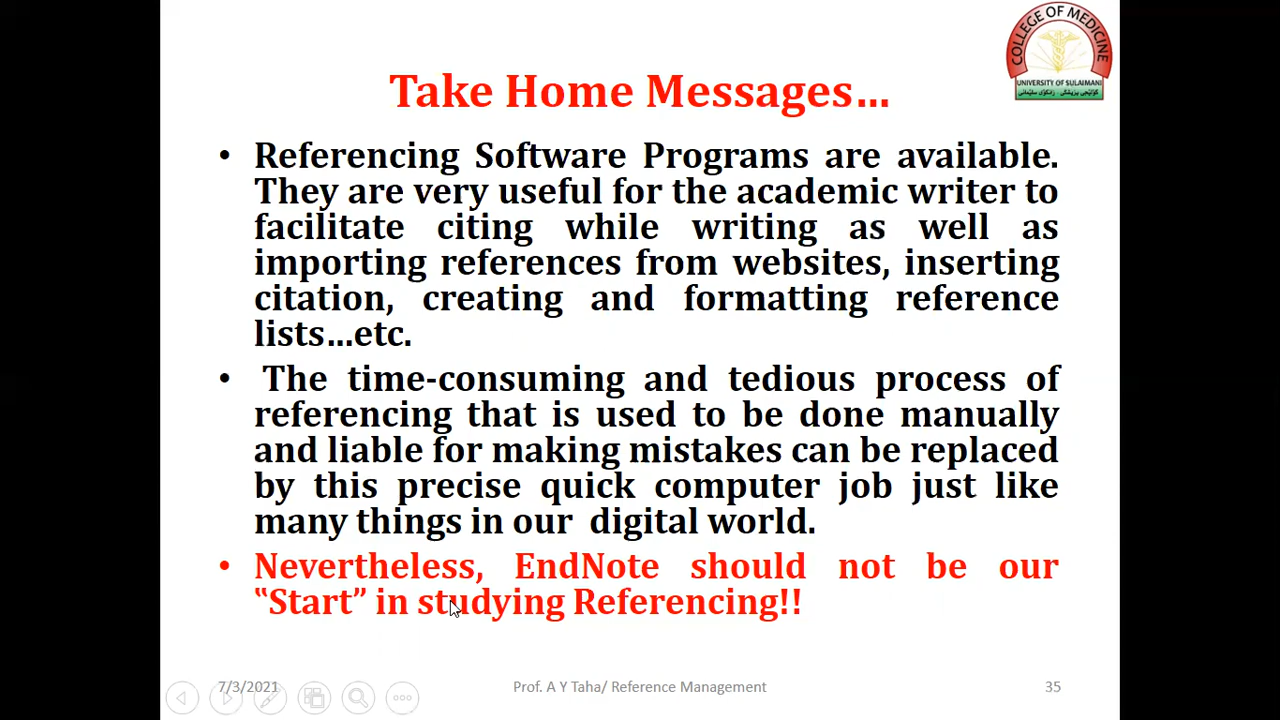 COLLEGE OF MEDICINE
UNIVERSITY OF SULAIMANI
كۆلێجی پزیشکی - زانکۆی سلێمانی
Take Home Messages...
• Referencing Software Programs are available.
They are very useful for the academic writer to
facilitate citing while writing as well as
importing references from websites, inserting
citation, creating and formatting reference
lists...etc.
• The time-consuming and tedious process of
referencing that is used to be done manually
and liable for making mistakes can be replaced
by this precise quick computer job just like
many things in our digital world.
• Nevertheless, EndNote should not be our
“Start” in studying Referencing!!
7/3/2021
Prof. A Y Taha/ Reference Management
35